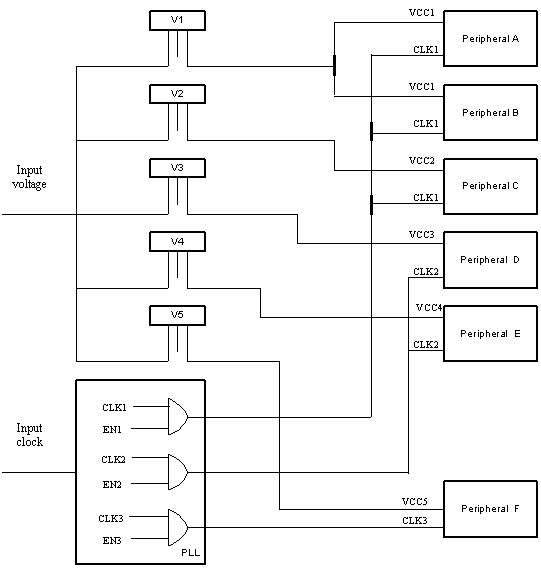 V1
VCC1
Peripheral A
CLK1
V2
VCC1
Peripheral B
CLK1
Input
voltage
V3
VCC2
Peripheral C
CLK1
V4
VCC3
Peripheral D
CLK2
V5
VCC4
Peripheral E
CLK2
Input
clock
CLK1
EN1
CLK2
EN2
CLK3
EN3
PLL
VCC5
Peripheral F
CLK3